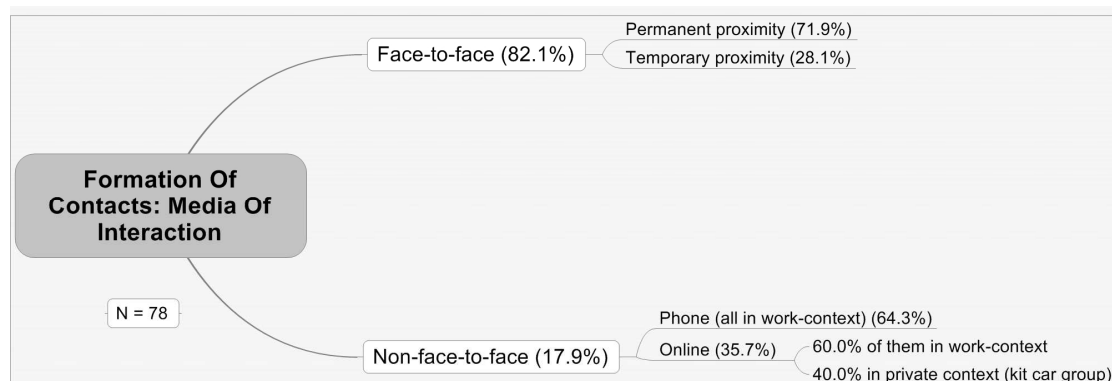 Permanent proximity (71.9%)
Face-to-face (82.1%)
Temporary proximity (28.1%)
Formation Of
Contacts: Media Of
Interaction
N = 78
Phone (all in work-context) (64.3%)
Non-face-to-face (17.9%)
Online (35.7%)
60.0% of them in work-context
40.0% in private context (kit car group)